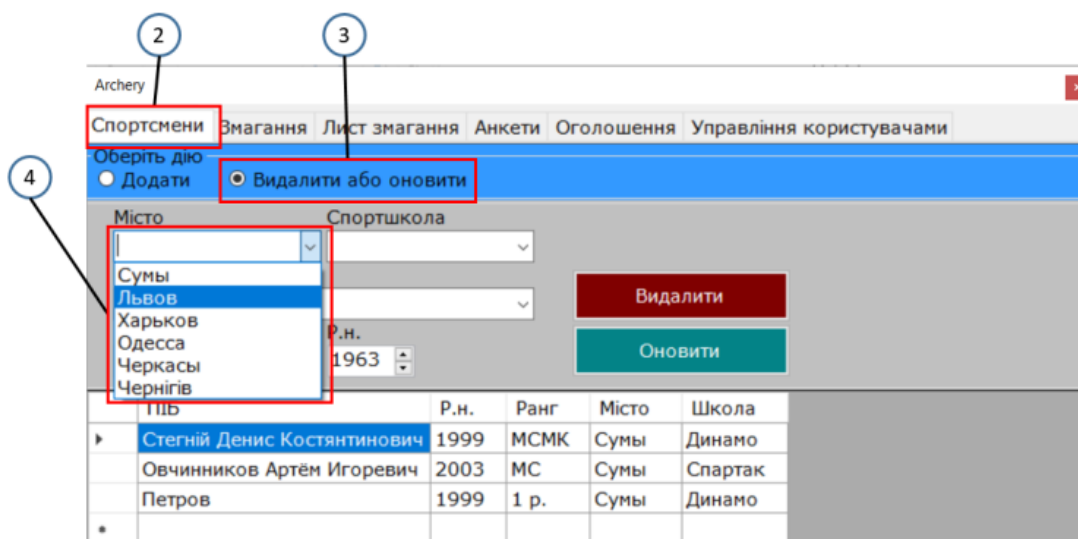 2
3
Archery
x
Спортсмени Змагання Лист змагання Анкети Оголошення Управління користувачами
Оберіть дію
Додати Видалити або оновити
4
Місто Спортшкола
Сумы
Львов
Видалити
Харьков
Р.н.
Одесса
1963
Оновити
Черкасы
Чернігів
ПІБ Р.н. Ранг Місто Школа
Стегній Денис Костянтинович 1999 МСМК Сумы Динамо
Овчинников Артём Игоревич 2003 МС Сумы Спартак
Петров 1999 1 р. Сумы Динамо